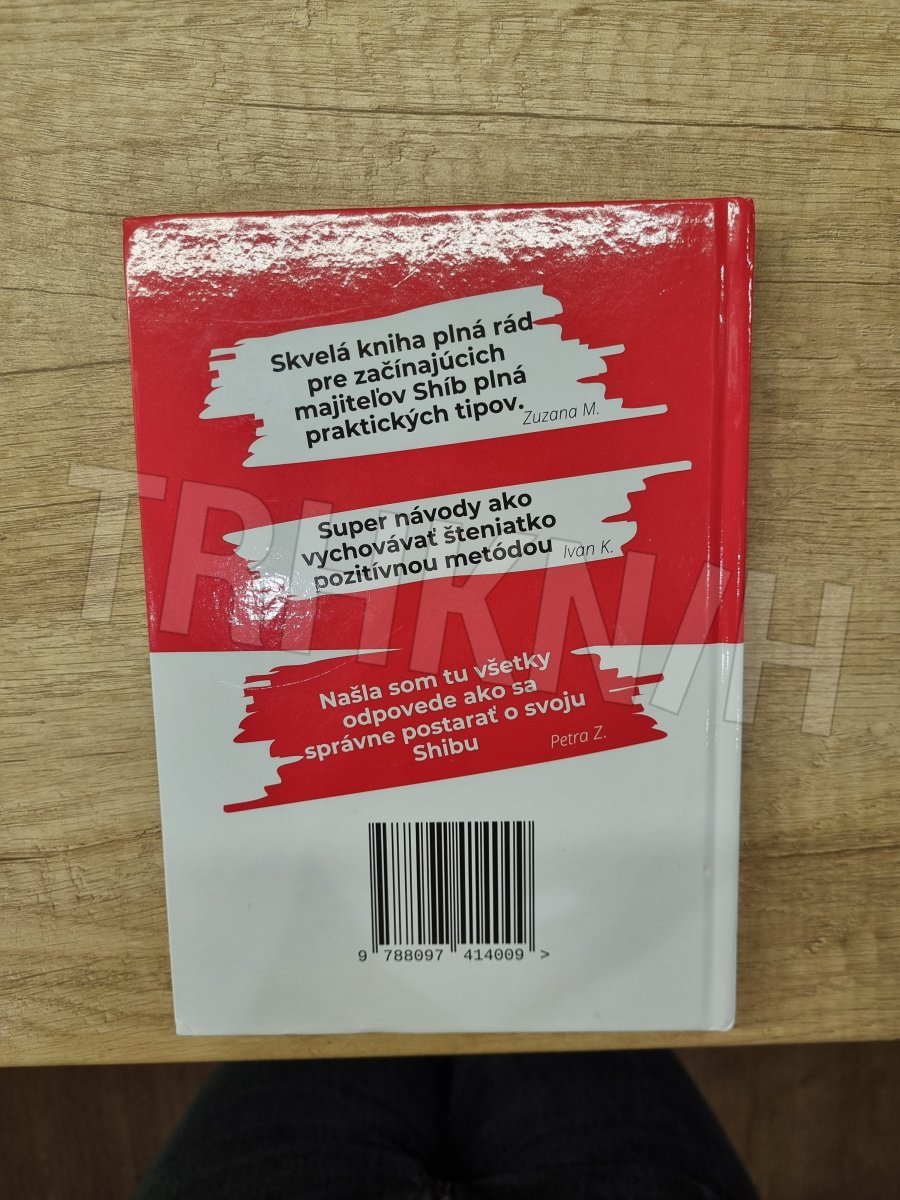 Skvelá kniha plná rád
pre začínajúcich
majiteľov Shíb plná
praktických tipov.
Zuzana M.
Super návody ako
vychovávať šteniatko
pozitívnou metódou
Ivan K.
Našla som tu všetky
odpovede ako sa
správne postarať o svoju
Shibu
Petra Z.
9 788097 414009 >
TRHKNÍH